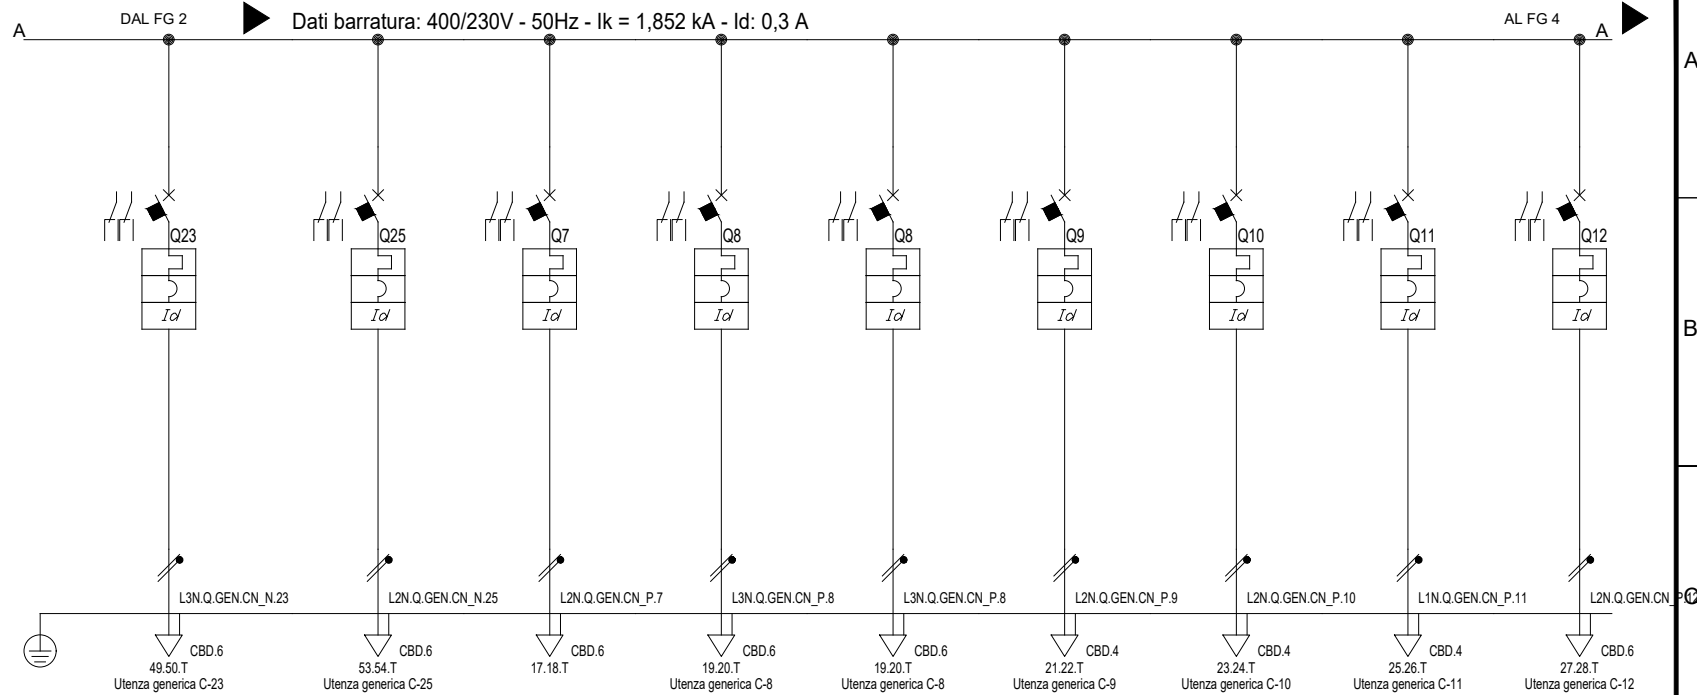 DAL FG 2
Dati barratura: 400/230V - 50Hz - Ik = 1,852 kA - Id: 0,3 A
AL FG 4
A
A
A
Q23 Q25 Q7 Q8 Q8 Q9 Q10 Q11 Q12
Id Id Id Id Id Id Id Id Id
B
L3N.Q.GEN.CN_N.23 L2N.Q.GEN.CN_N.25 L2N.Q.GEN.CN_P.7 L3N.Q.GEN.CN_P.8 L3N.Q.GEN.CN_P.8 L2N.Q.GEN.CN_P.9 L2N.Q.GEN.CN_P.10 L1N.Q.GEN.CN_P.11 L2N.Q.GEN.CN_P.12
C
CBD.6 CBD.6 CBD.6 CBD.6 CBD.6 CBD.4 CBD.4 CBD.4 CBD.6
49.50.T 53.54.T 17.18.T 19.20.T 19.20.T 21.22.T 23.24.T 25.26.T 27.28.T
Utenza generica C-23 Utenza generica C-25 Utenza generica C-8 Utenza generica C-8 Utenza generica C-9 Utenza generica C-10 Utenza generica C-11 Utenza generica C-12